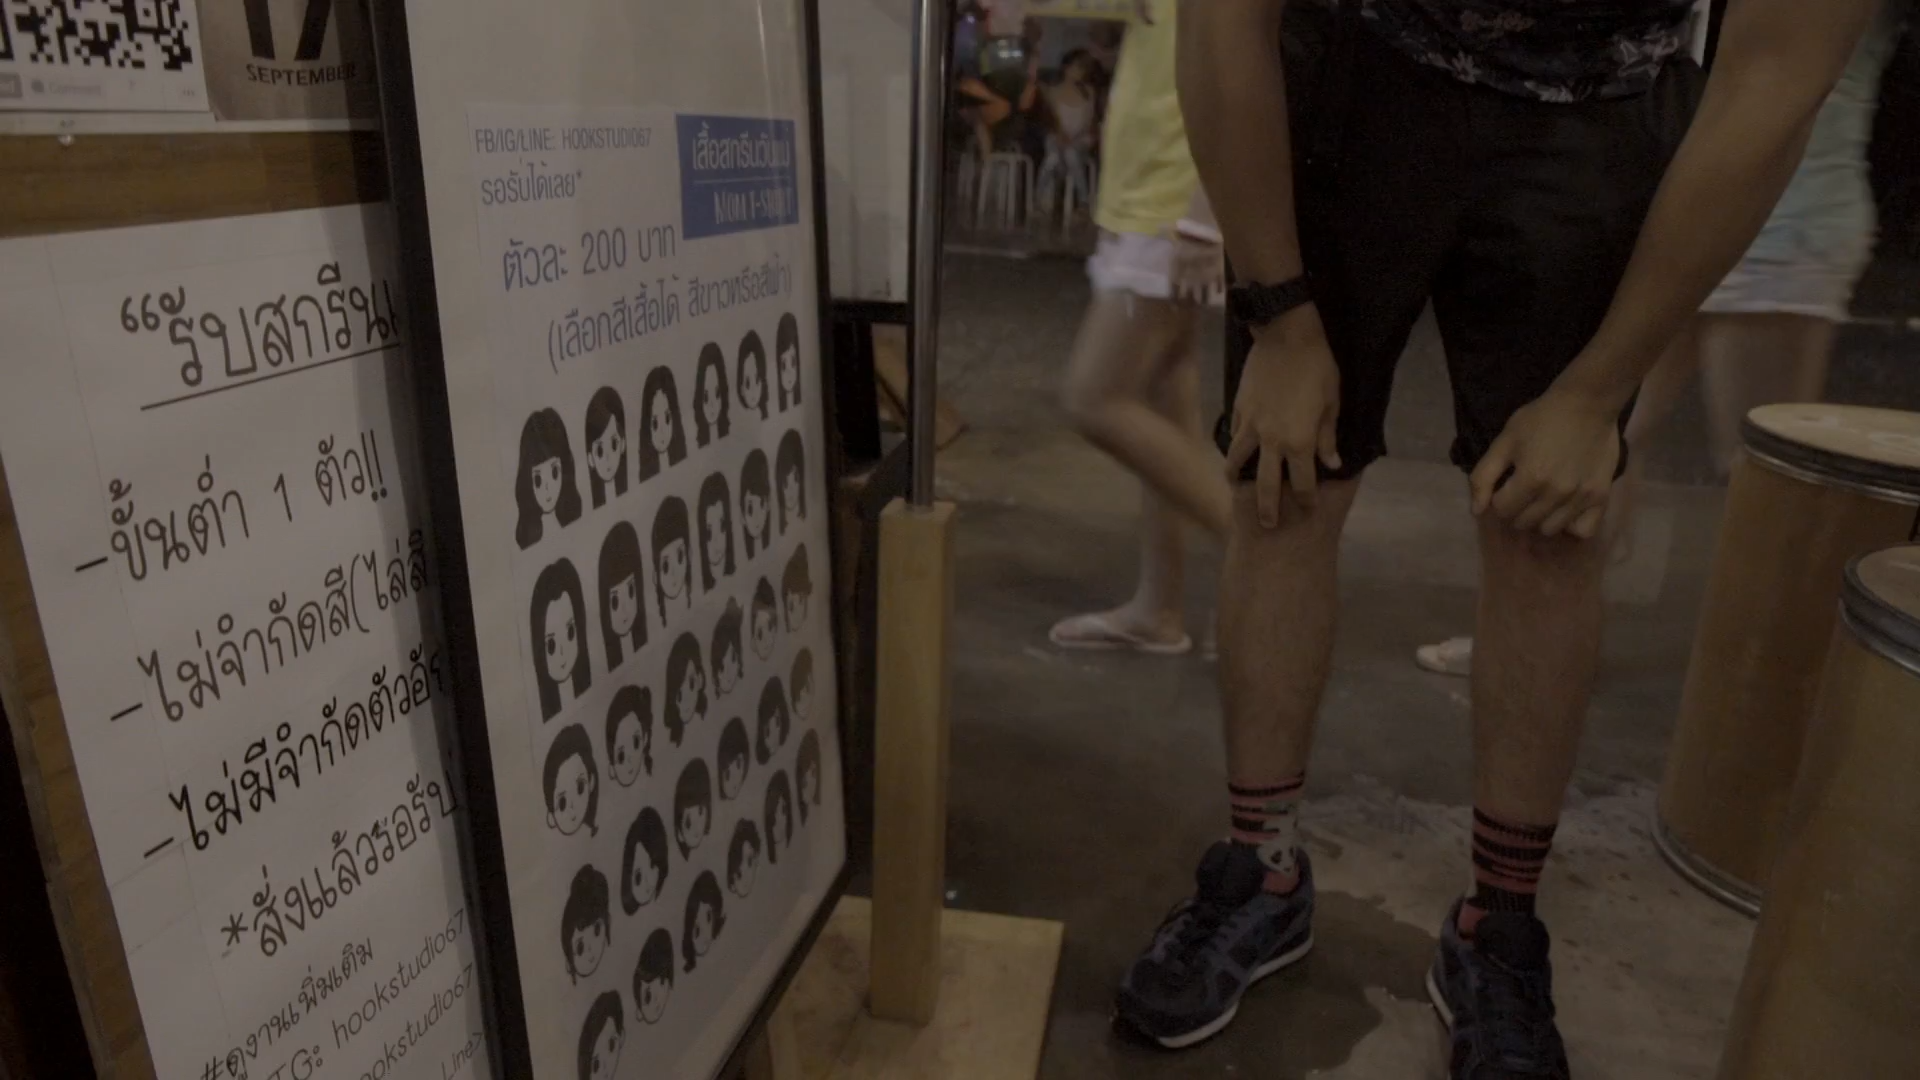 SEPTEMBER
Comment
FB/IG/LINE: HOOKSTUDIO67
รอรับได้เลย*
เสื้อสกรีนวันแม่
MOM T-SHIRT
ตัวละ 200 บาท
(เลือกสีเสื้อได้ สีขาวหรือสีฟ้า)
“รับสกรีน
-ขั้นต่ำ 1 ตัว!!
-ไม่จำกัดสี(ไล่สี
-ไม่มีจำกัดตัวอั
*สั่งแล้วรอรับ
#ดูงานเพิ่มเติม
IG: hookstudio67
hookstudio67
Line>